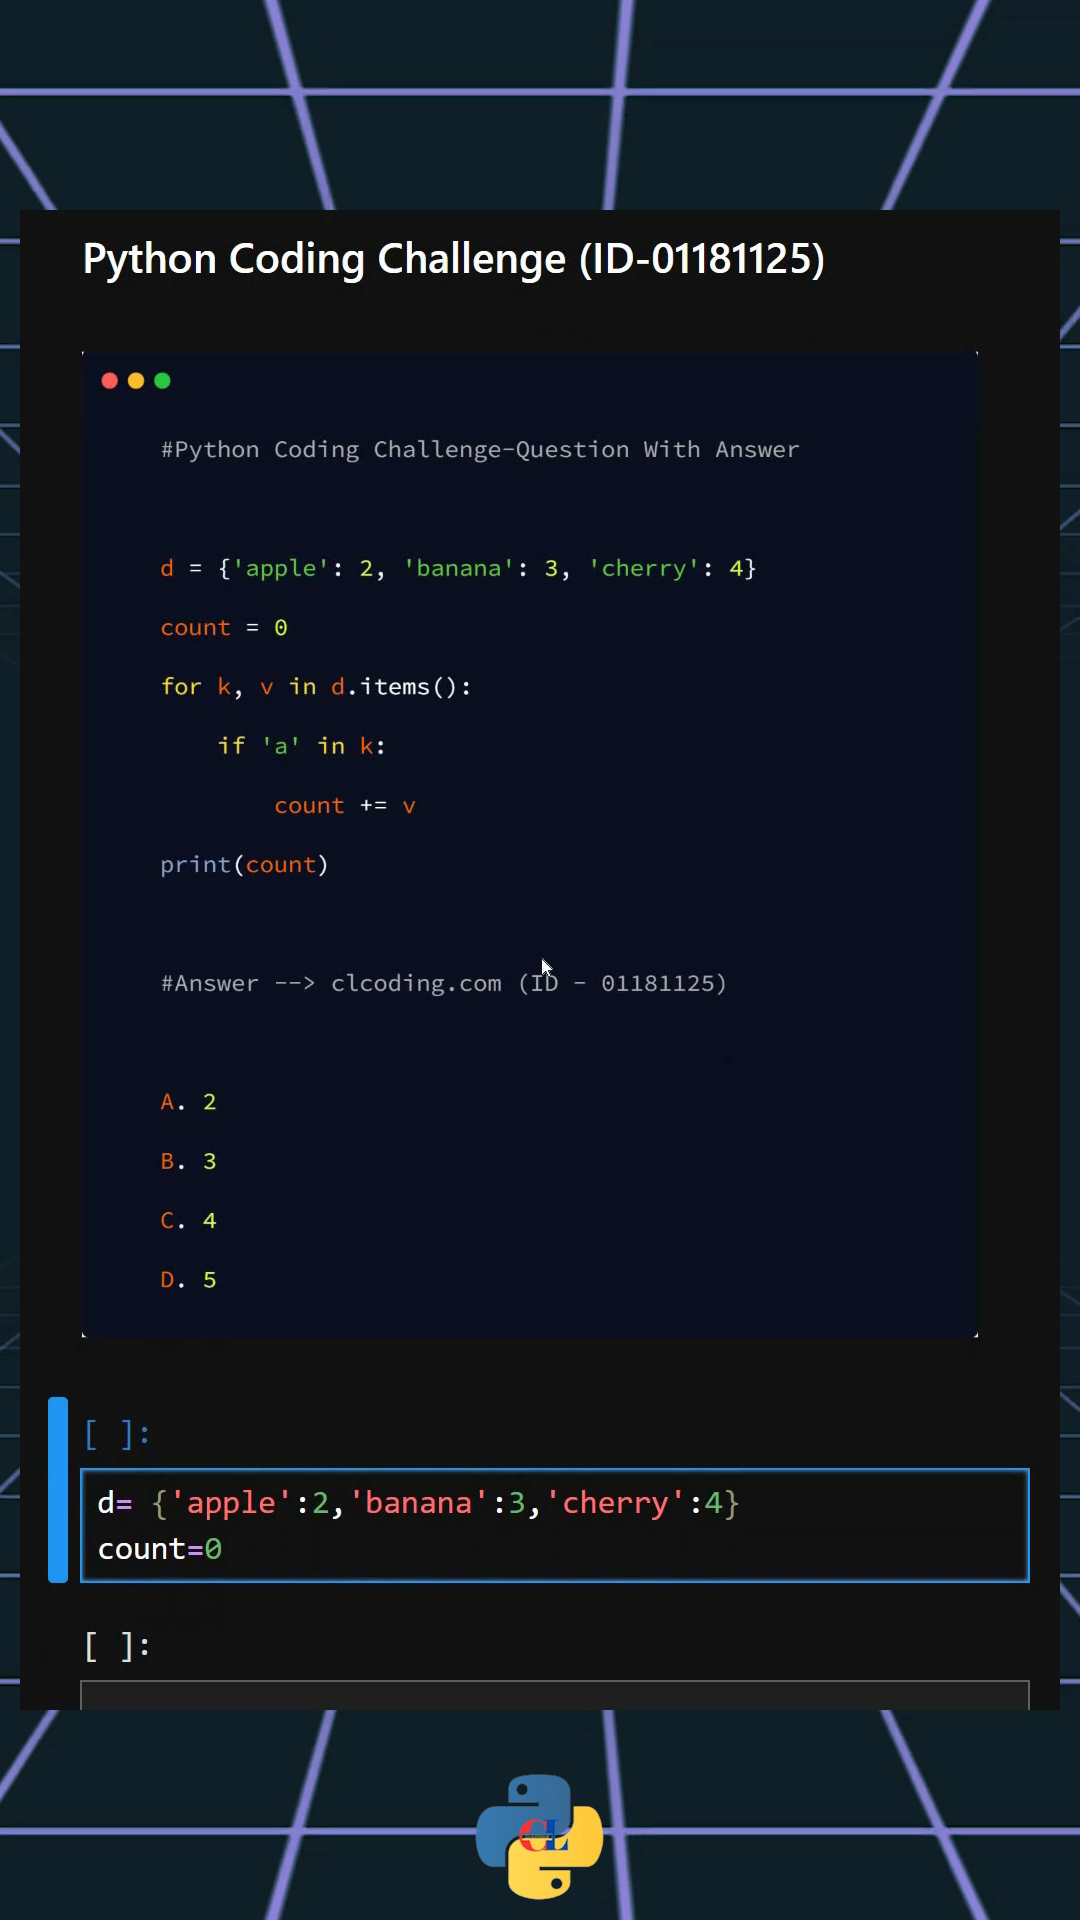 Python Coding Challenge (ID-01181125)
#Python Coding Challenge-Question With Answer
d = {'apple': 2, 'banana': 3, 'cherry': 4}
count = 0
for k, v in d.items():
    if 'a' in k:
        count += v
print(count)
#Answer --> clcoding.com (ID - 01181125)
A. 2
B. 3
C. 4
D. 5
[ ]:
d= {'apple':2,'banana':3,'cherry':4}
count=0
[ ]:
CL